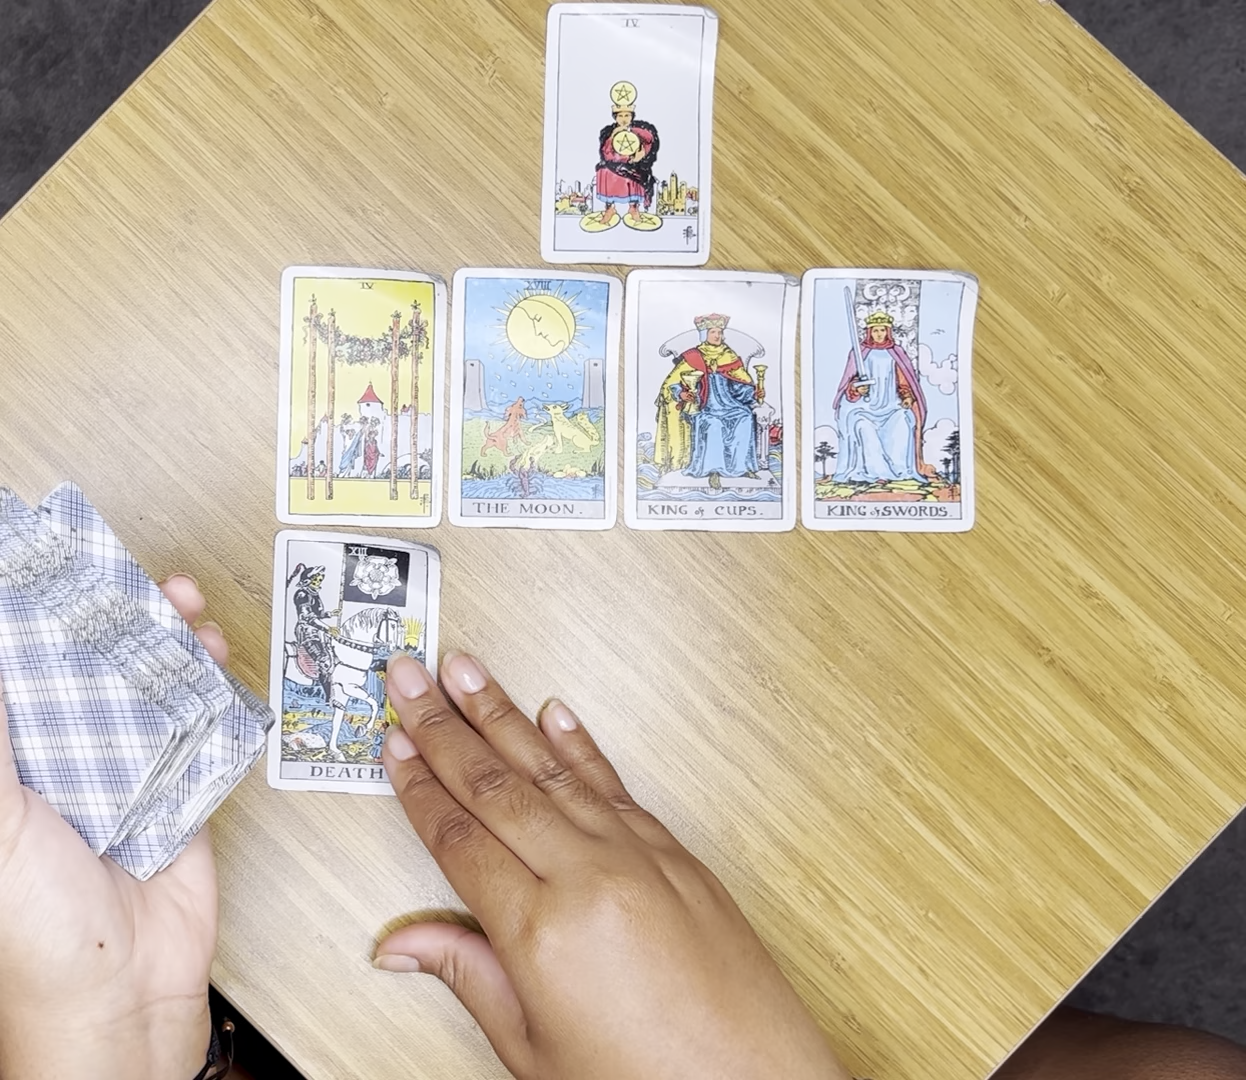 IV
IV
XVIII
THE MOON.
KING of CUPS.
KING of SWORDS.
XIII
DEATH